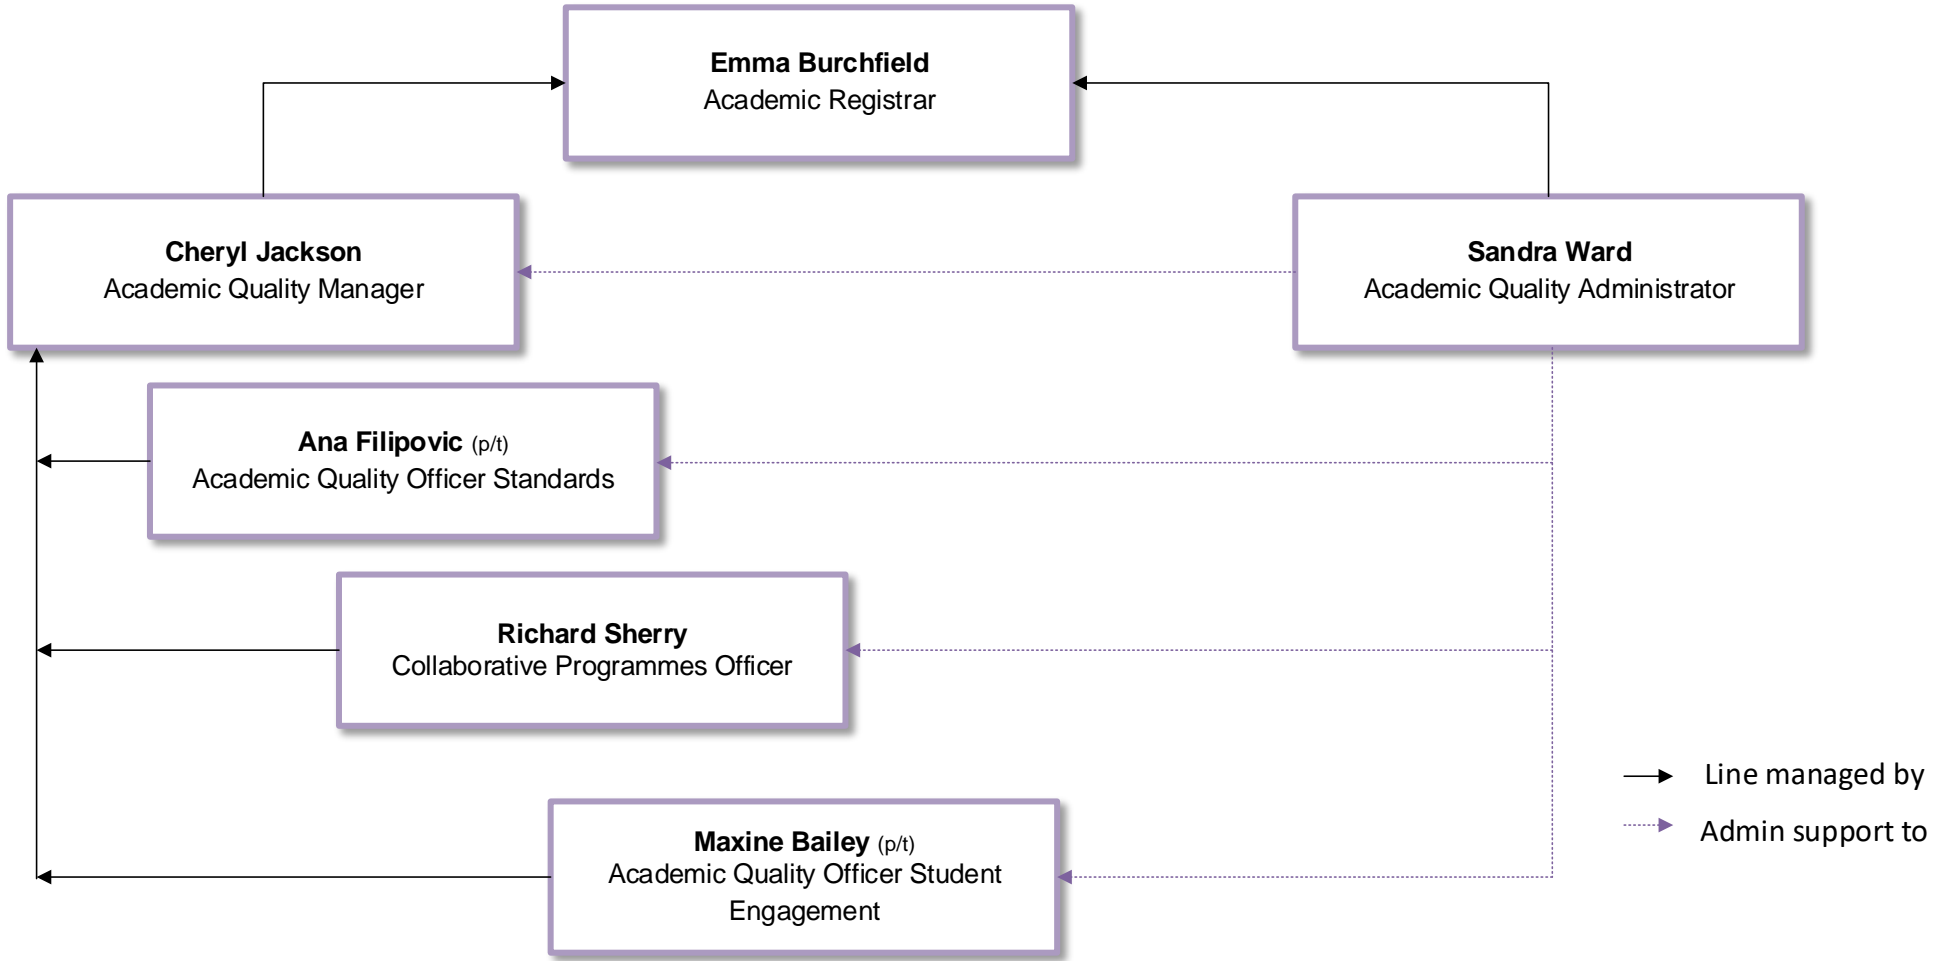 Emma Burchfield
Academic Registrar
Cheryl Jackson
Academic Quality Manager
Sandra Ward
Academic Quality Administrator
Ana Filipovic (p/t)
Academic Quality Officer Standards
Richard Sherry
Collaborative Programmes Officer
Maxine Bailey (p/t)
Academic Quality Officer Student
Engagement
Line managed by
Admin support to